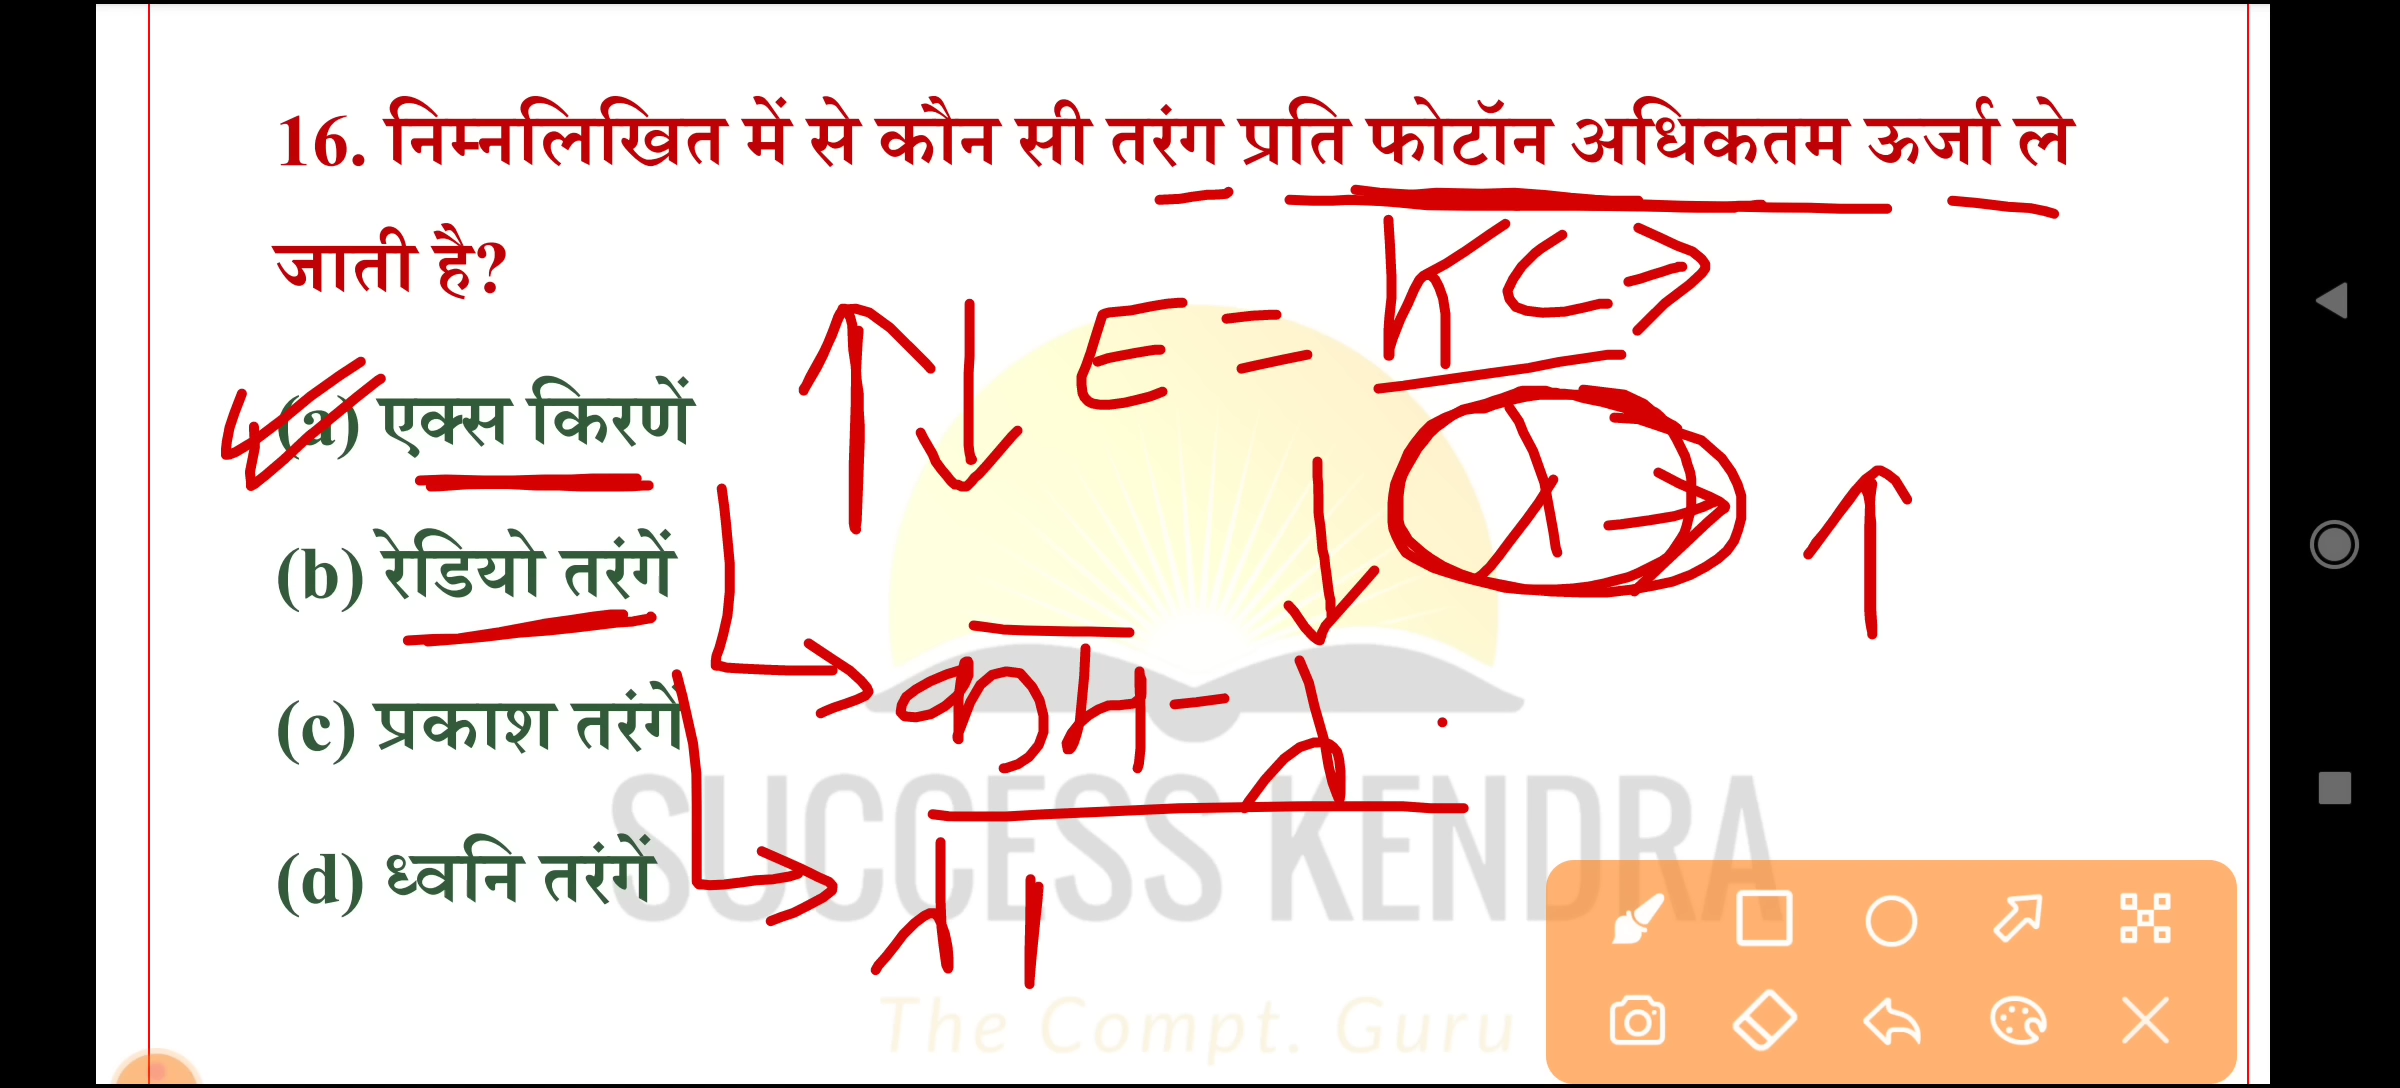 16. निम्नलिखित में से कौन सी तरंग प्रति फोटॉन अधिकतम ऊर्जा ले
जाती है?
E = hc
λ
(a) एक्स किरणें
(b) रेडियो तरंगें
कम - λ
(c) प्रकाश तरंगें
(d) ध्वनि तरंगें
SUCCESS KENDRA
The Compt. Guru